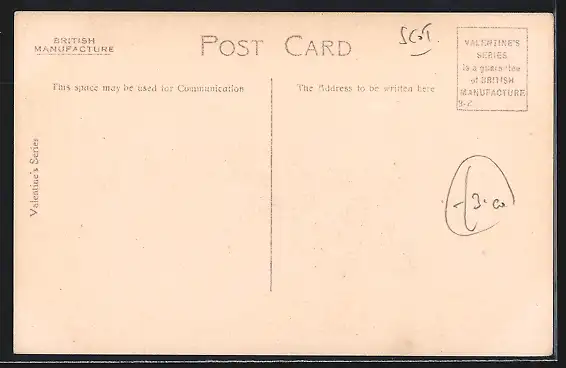 BRITISH
MANUFACTURE
POST CARD
SCOT.
VALENTINE'S
SERIES
is a guarantee
of BRITISH
MANUFACTURE
This space may be used for Communication
The Address to be written here
Valentine's Series